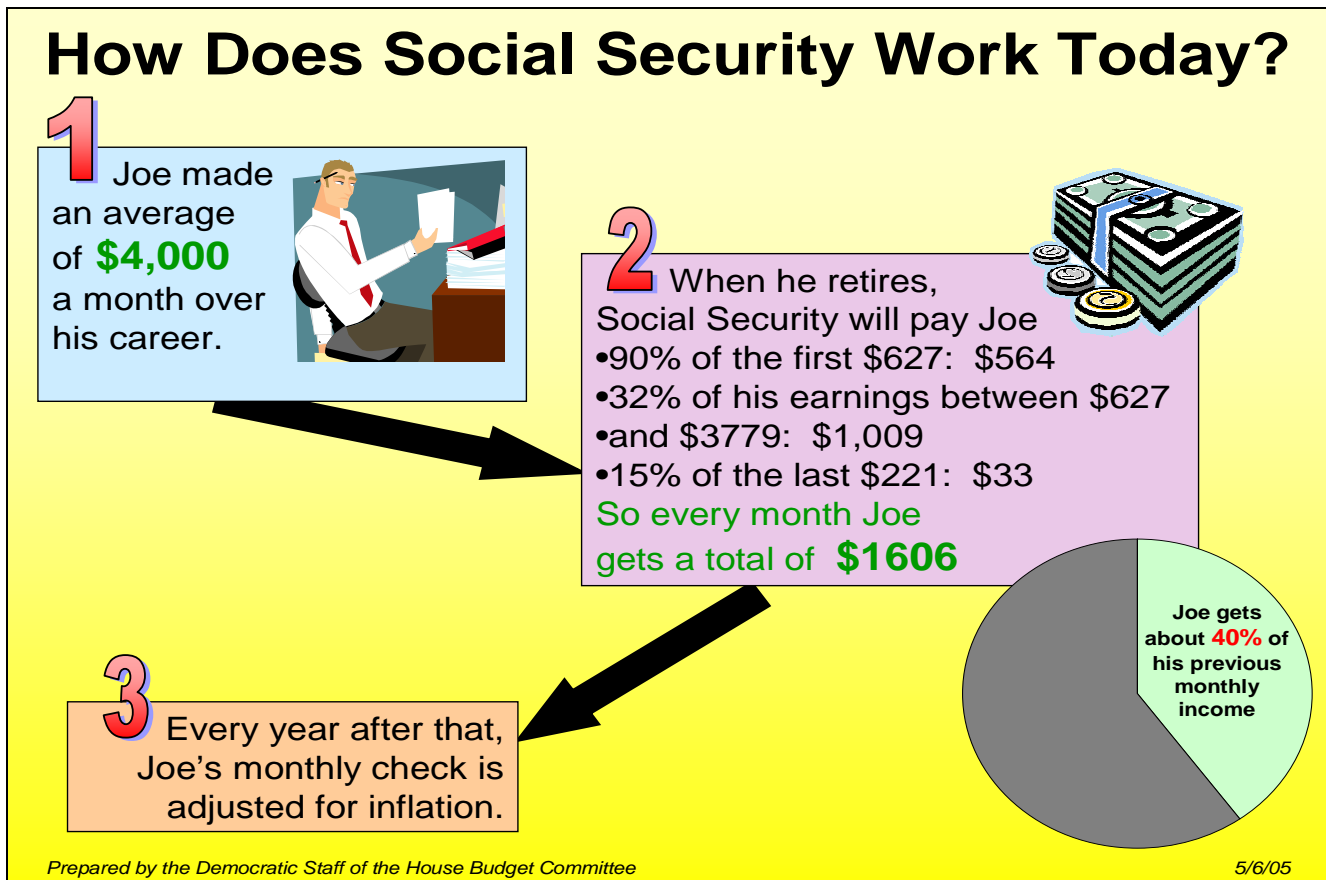 How Does Social Security Work Today?
1 Joe made
an average
of $4,000
a month over
his career.
2 When he retires,
Social Security will pay Joe
•90% of the first $627: $564
•32% of his earnings between $627
•and $3779: $1,009
•15% of the last $221: $33
So every month Joe
gets a total of $1606
Joe gets
about 40% of
his previous
monthly
income
3 Every year after that,
Joe's monthly check is
adjusted for inflation.
Prepared by the Democratic Staff of the House Budget Committee
5/6/05